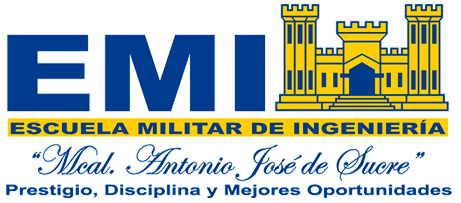 EMI
ESCUELA MILITAR DE INGENIERÍA
“Mcal. Antonio José de Sucre”
Prestigio, Disciplina y Mejores Oportunidades